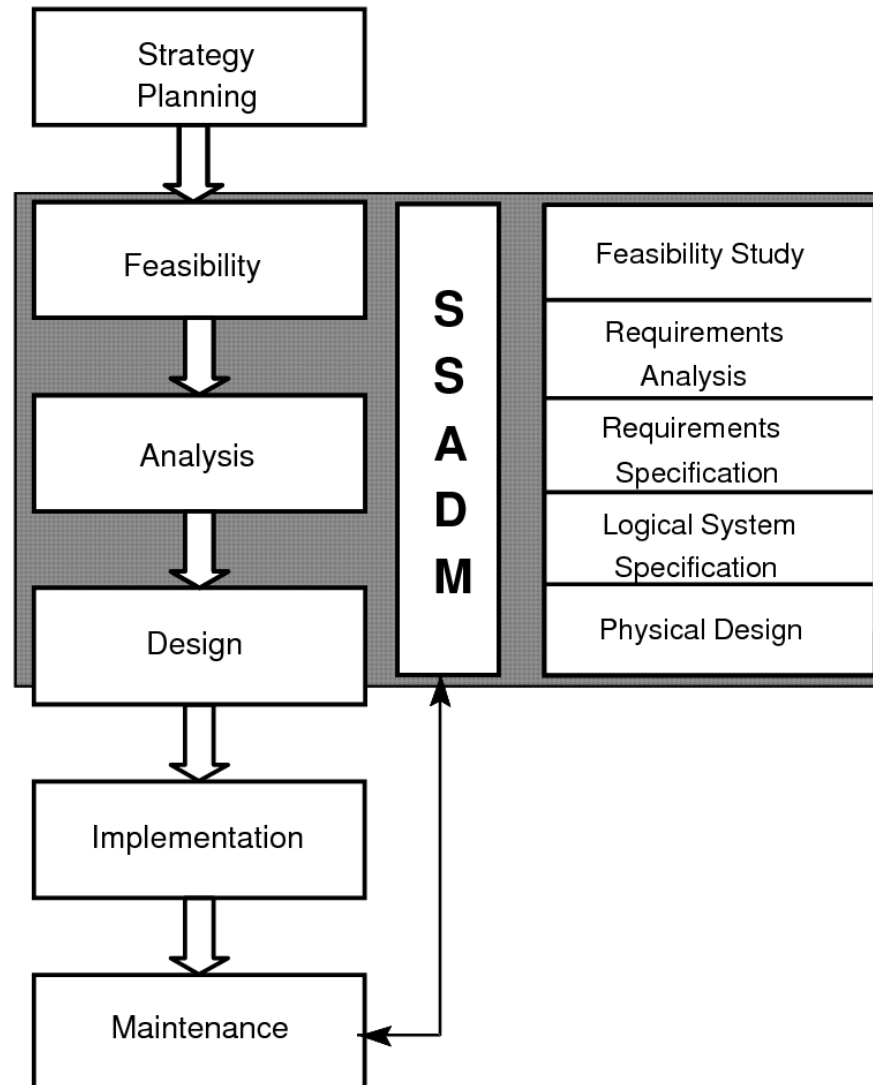 Strategy
Planning
Feasibility
Analysis
Design
Implementation
Maintenance
S
S
A
D
M
Feasibility Study
Requirements
Analysis
Requirements
Specification
Logical System
Specification
Physical Design